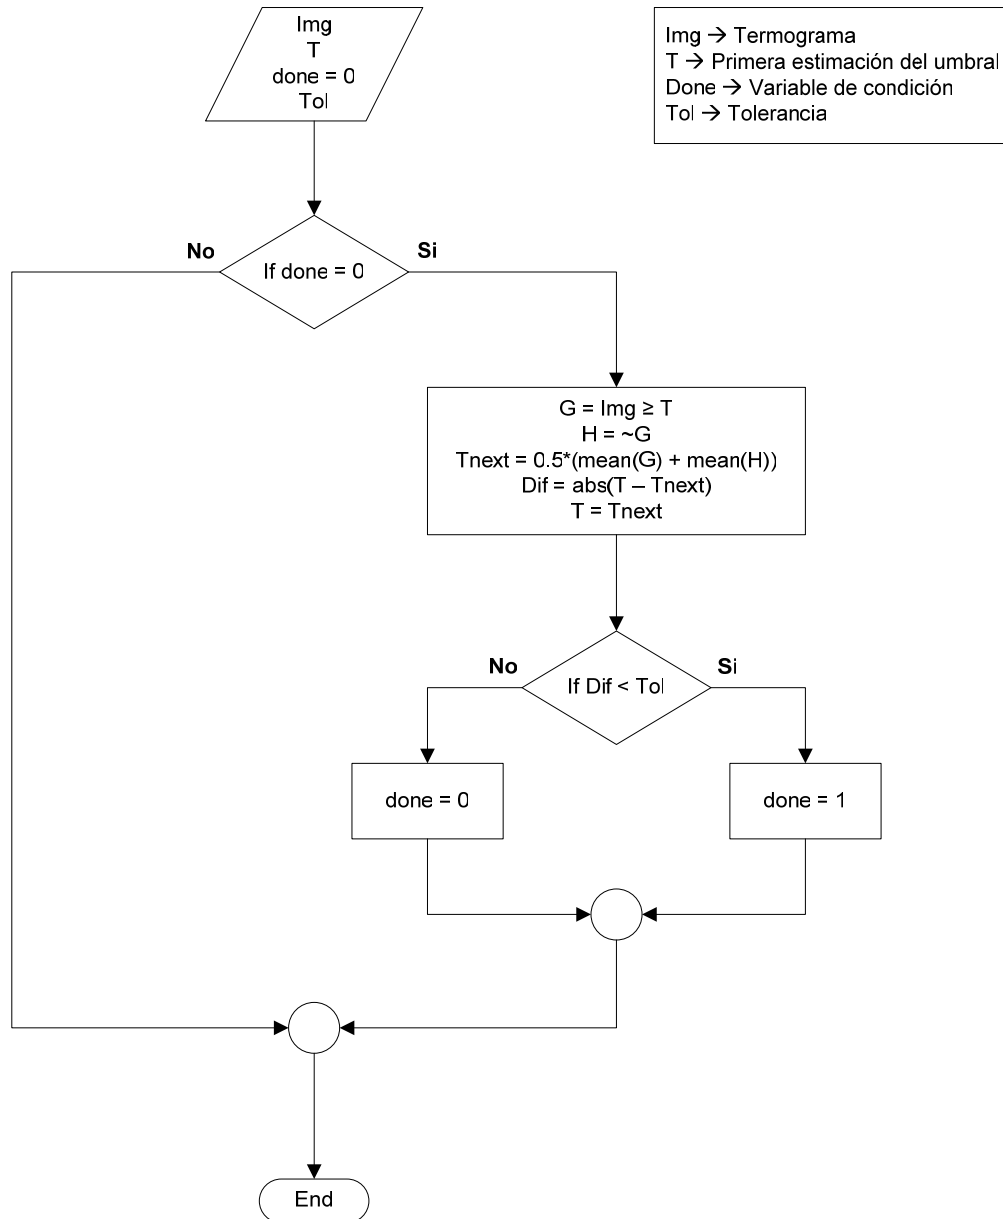 Img
T
done = 0
Tol
Img → Termograma
T → Primera estimación del umbral
Done → Variable de condición
Tol → Tolerancia
No
Si
If done = 0
G = Img ≥ T
H = ~G
Tnext = 0.5*(mean(G) + mean(H))
Dif = abs(T – Tnext)
T = Tnext
No
Si
If Dif < Tol
done = 0
done = 1
End